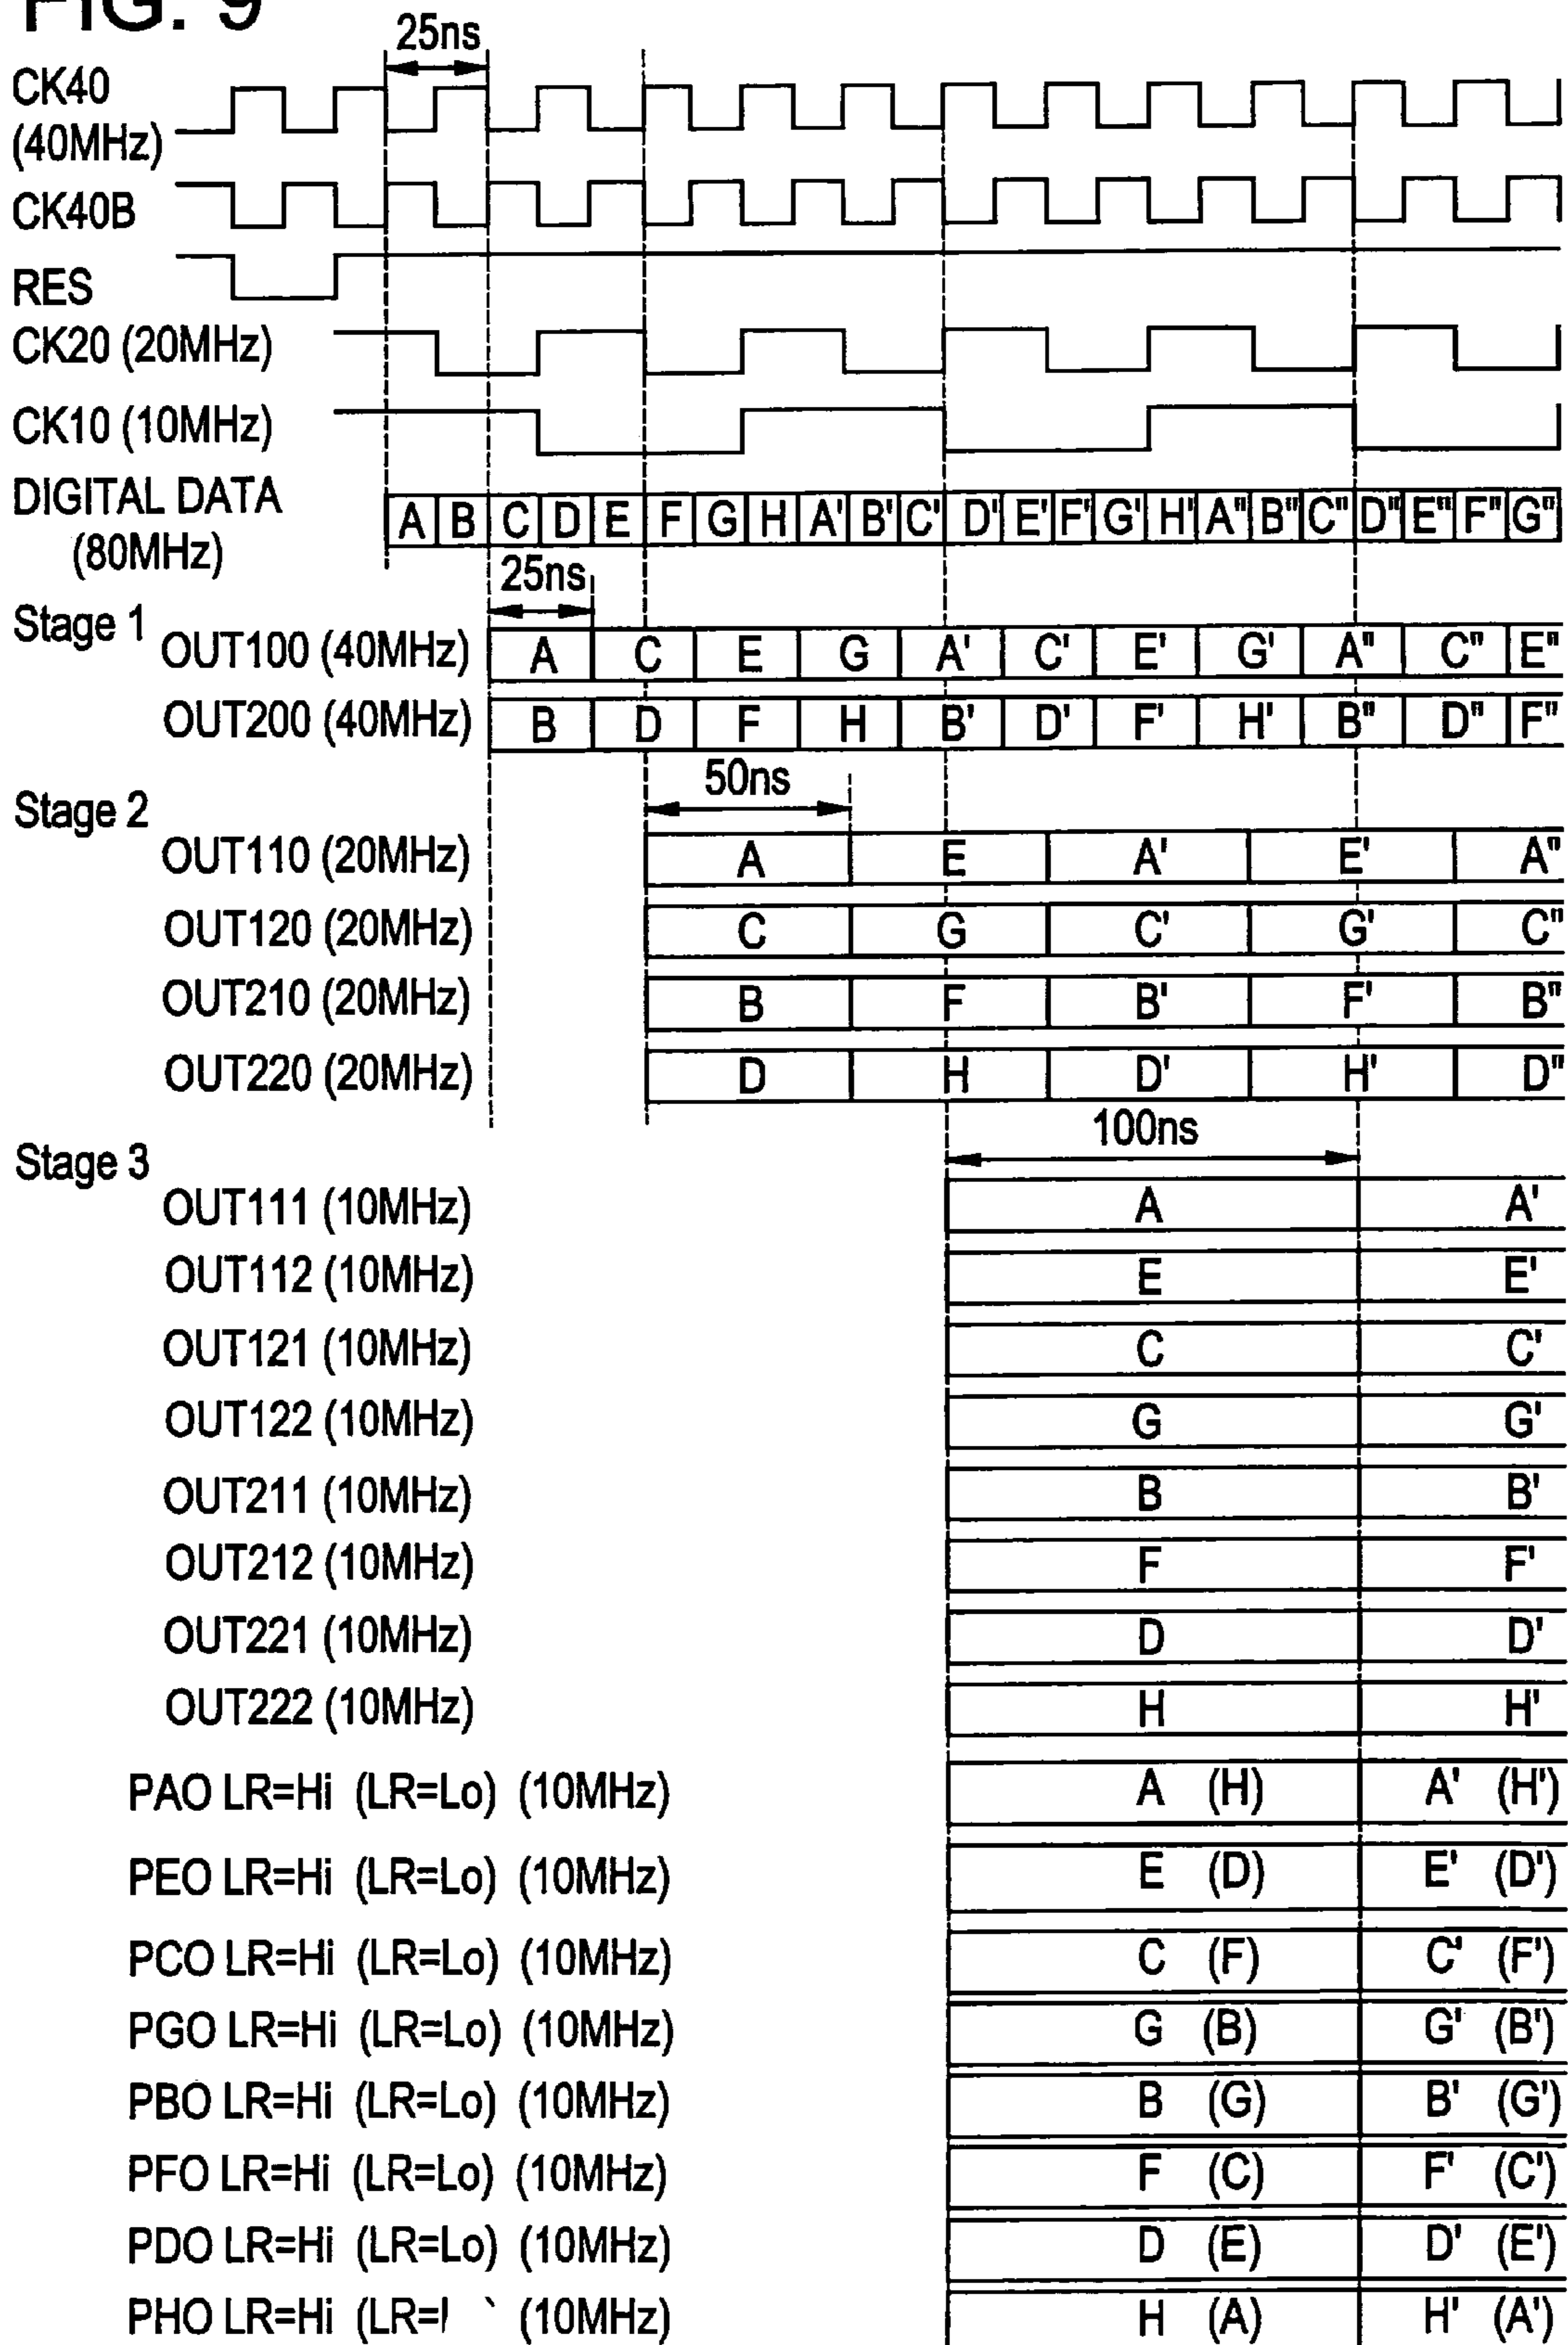 FIG. 9
25ns
CK40
(40MHz)
CK40B
RES
CK20 (20MHz)
CK10 (10MHz)
DIGITAL DATA
(80MHz)
A B C D E F G H A' B' C' D' E' F' G' H' A" B" C" D" E" F" G"
25ns
Stage 1
OUT100 (40MHz) A C E G A' C' E' G' A" C" E"
OUT200 (40MHz) B D F H B' D' F' H' B" D" F"
50ns
Stage 2
OUT110 (20MHz) A E A' E' A"
OUT120 (20MHz) C G C' G' C"
OUT210 (20MHz) B F B' F' B"
OUT220 (20MHz) D H D' H' D"
100ns
Stage 3
OUT111 (10MHz) A A'
OUT112 (10MHz) E E'
OUT121 (10MHz) C C'
OUT122 (10MHz) G G'
OUT211 (10MHz) B B'
OUT212 (10MHz) F F'
OUT221 (10MHz) D D'
OUT222 (10MHz) H H'
PAO LR=Hi (LR=Lo) (10MHz) A (H) A' (H')
PEO LR=Hi (LR=Lo) (10MHz) E (D) E' (D')
PCO LR=Hi (LR=Lo) (10MHz) C (F) C' (F')
PGO LR=Hi (LR=Lo) (10MHz) G (B) G' (B')
PBO LR=Hi (LR=Lo) (10MHz) B (G) B' (G')
PFO LR=Hi (LR=Lo) (10MHz) F (C) F' (C')
PDO LR=Hi (LR=Lo) (10MHz) D (E) D' (E')
PHO LR=Hi (10MHz) H (A) H' (A')